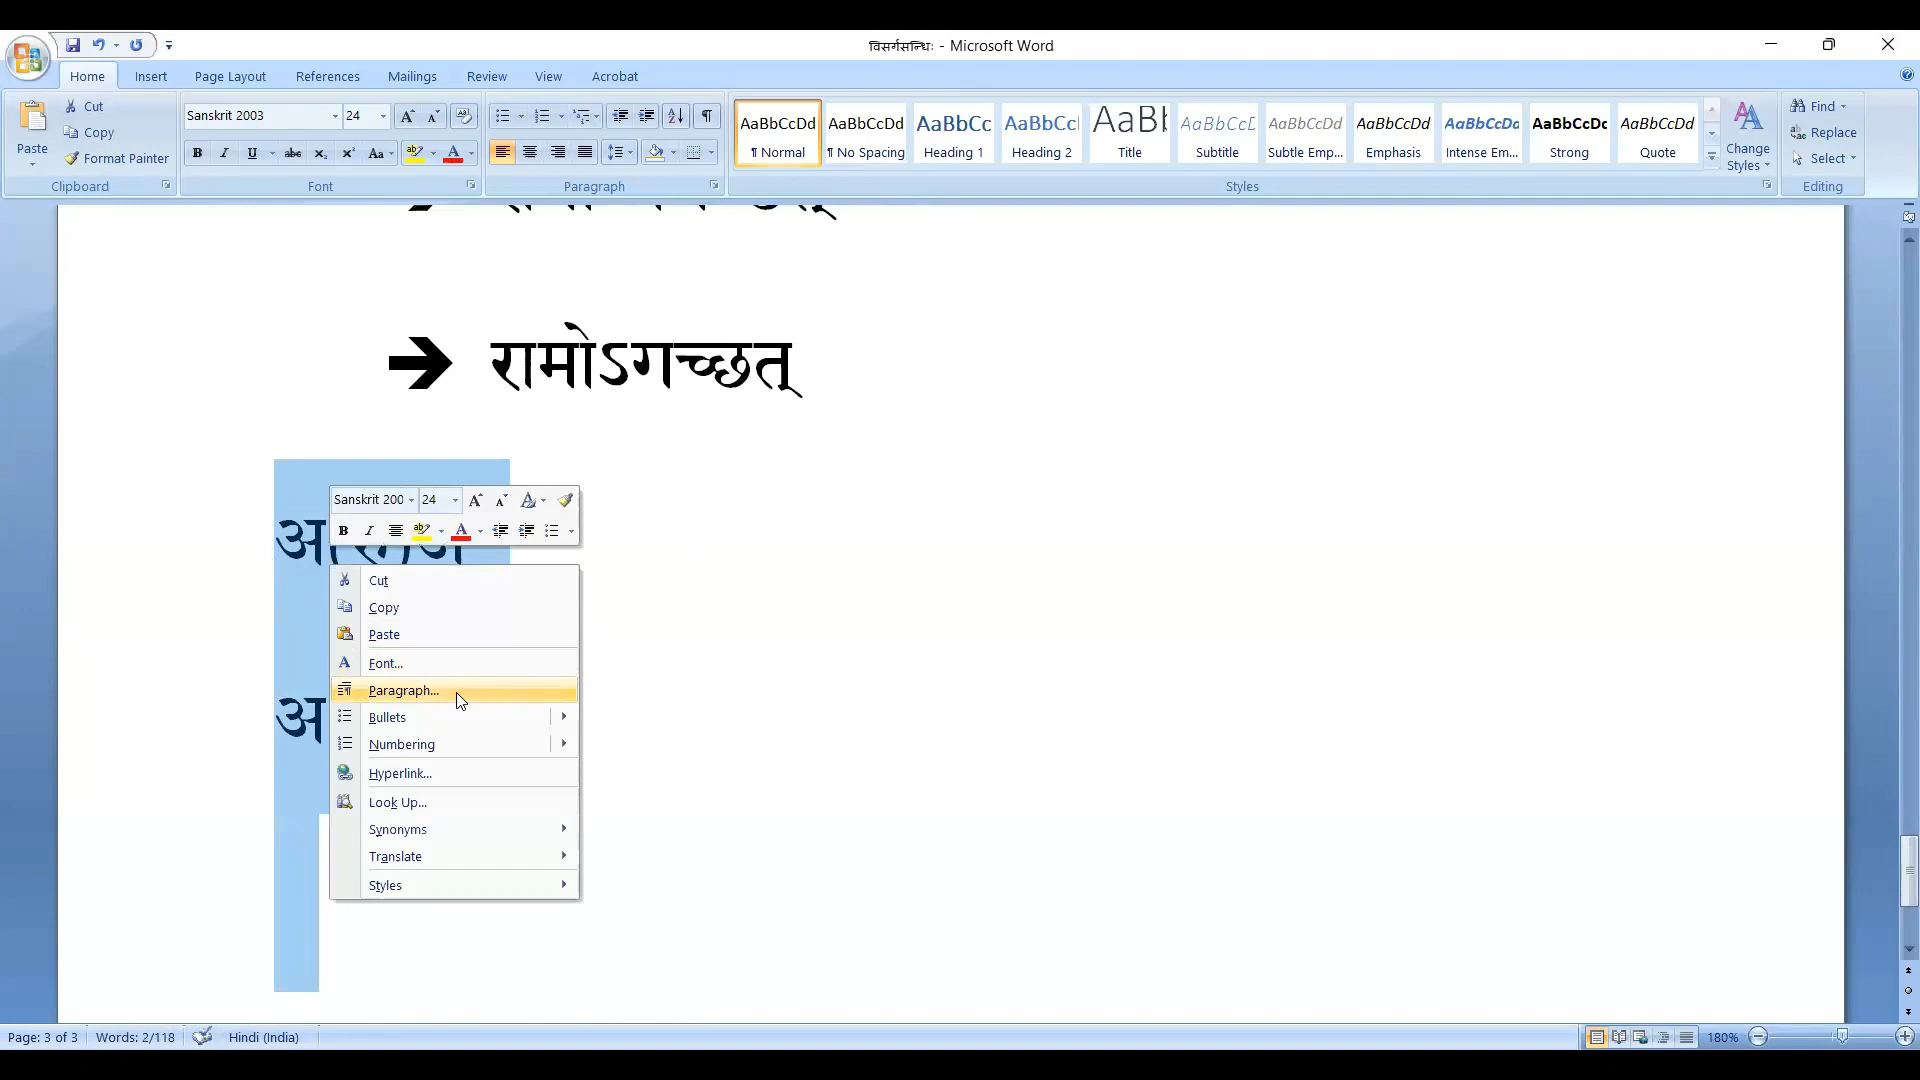 विसर्गसन्धिः - Microsoft Word
Home Insert Page Layout References Mailings Review View Acrobat
Paste
Cut
Copy
Format Painter
Clipboard
Sanskrit 2003 24
Font
Paragraph
AaBbCcDd ¶ Normal
AaBbCcDd ¶ No Spacing
AaBbCc Heading 1
AaBbCcI Heading 2
AaBb Title
AaBbCcD Subtitle
AaBbCcDd Subtle Emp...
AaBbCcDd Emphasis
AaBbCcDd Intense Em...
AaBbCcDc Strong
AaBbCcDd Quote
Styles
Change Styles
Find
Replace
Select
Editing
रामोऽगच्छत्
Sanskrit 200 24
Cut
Copy
Paste
Font...
Paragraph...
Bullets
Numbering
Hyperlink...
Look Up...
Synonyms
Translate
Styles
अ
Page: 3 of 3 Words: 2/118 Hindi (India) 180%